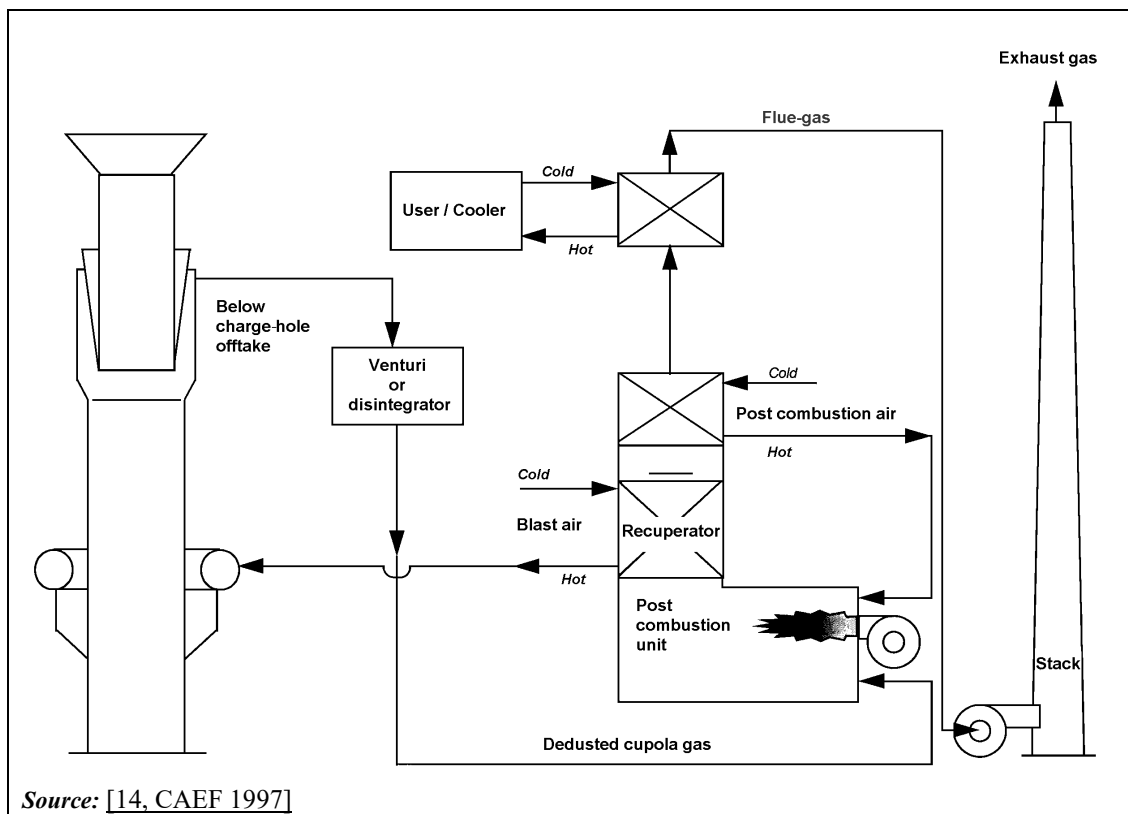 Exhaust gas
Flue-gas
Cold
User / Cooler
Hot
Below
charge-hole
offtake
Venturi
or
disintegrator
Cold
Post combustion air
Hot
Cold
Blast air
Recuperator
Hot
Post
combustion
unit
Stack
Dedusted cupola gas
Source: [14, CAEF 1997]